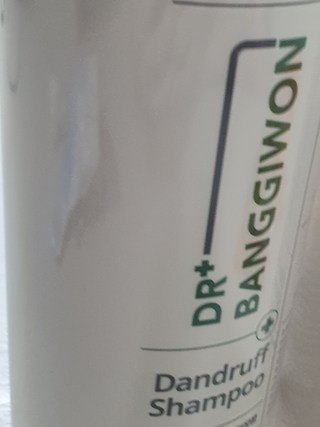 DR+
BANGGIWON
Dandruff
Shampoo